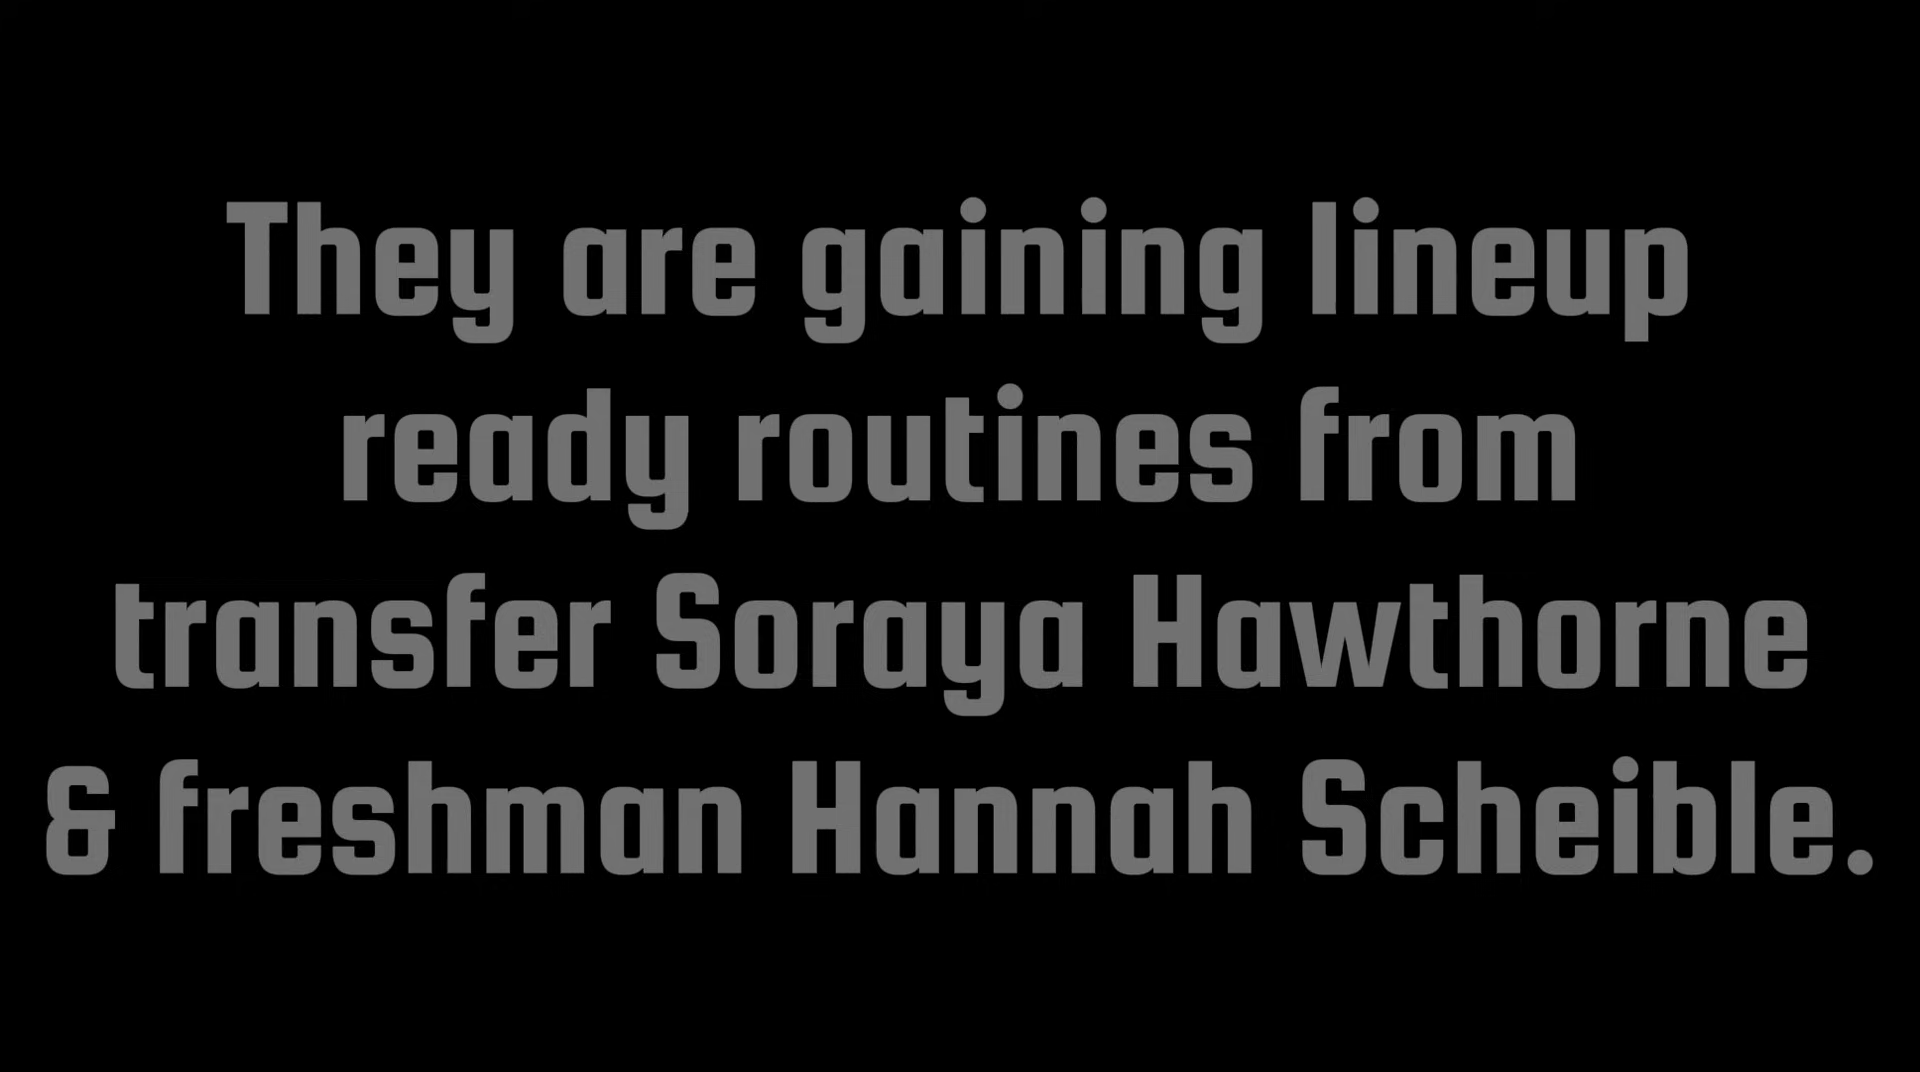 They are gaining lineup
ready routines from
transfer Soraya Hawthorne
& freshman Hannah Scheible.